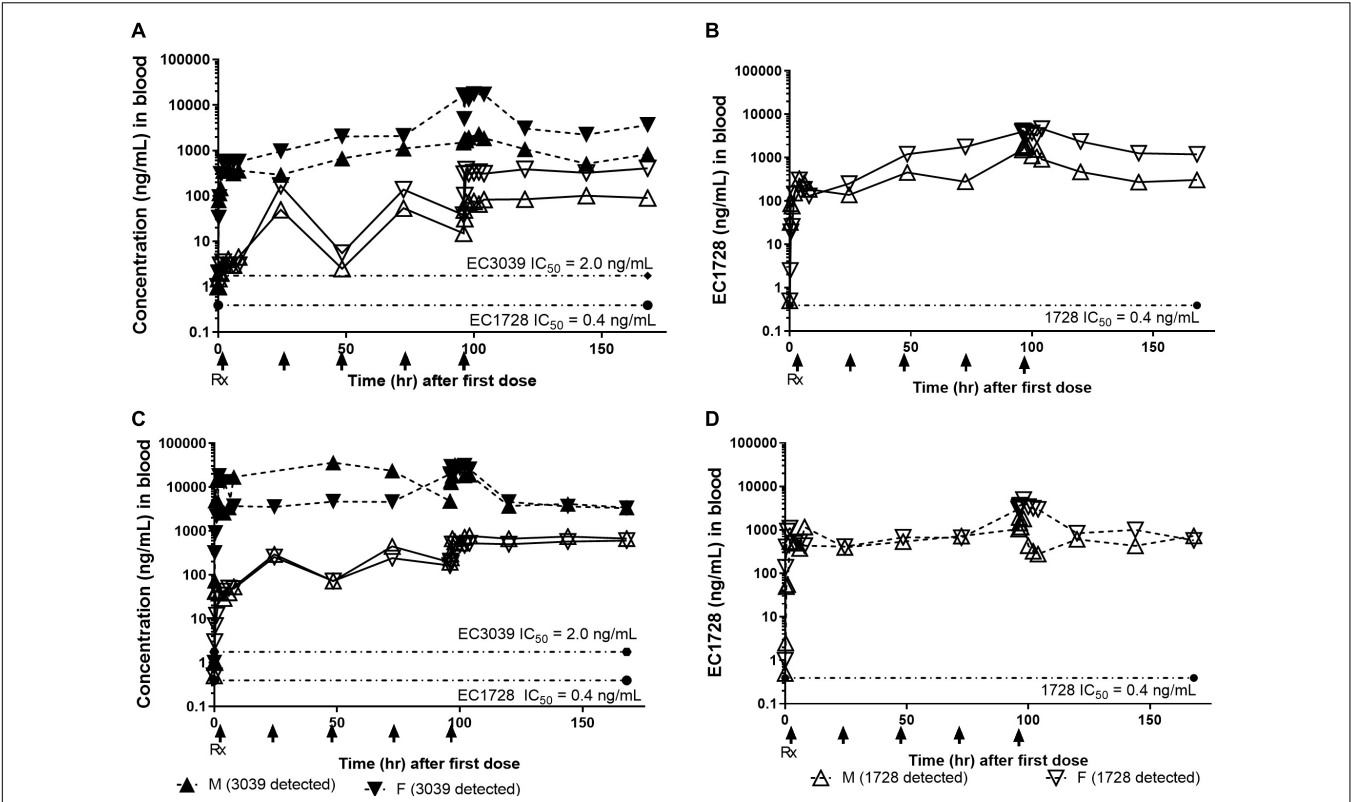 A
Concentration (ng/mL) in blood
100000
10000
1000
100
10
1
0.1
EC3039 IC50 = 2.0 ng/mL
EC1728 IC50 = 0.4 ng/mL
0 50 100 150
Rx
Time (hr) after first dose
B
EC1728 (ng/mL) in blood
100000
10000
1000
100
10
1
0.1
1728 IC50 = 0.4 ng/mL
0 50 100 150
Rx
Time (hr) after first dose
C
Concentration (ng/mL) in blood
100000
10000
1000
100
10
1
0.1
EC3039 IC50 = 2.0 ng/mL
EC1728 IC50 = 0.4 ng/mL
0 50 100 150
Rx
Time (hr) after first dose
M (3039 detected) F (3039 detected)
D
EC1728 (ng/mL) in blood
100000
10000
1000
100
10
1
0.1
1728 IC50 = 0.4 ng/mL
0 50 100 150
Rx
Time (hr) after first dose
M (1728 detected) F (1728 detected)